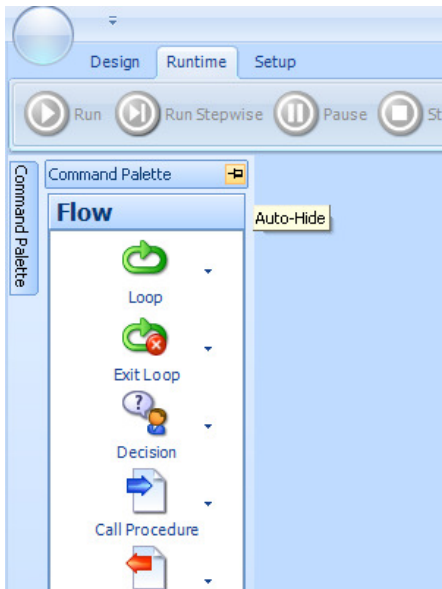 Design Runtime Setup
Run Run Stepwise Pause St
Command Palette
Command Palette
Flow
Auto-Hide
Loop
Exit Loop
?
Decision
Call Procedure